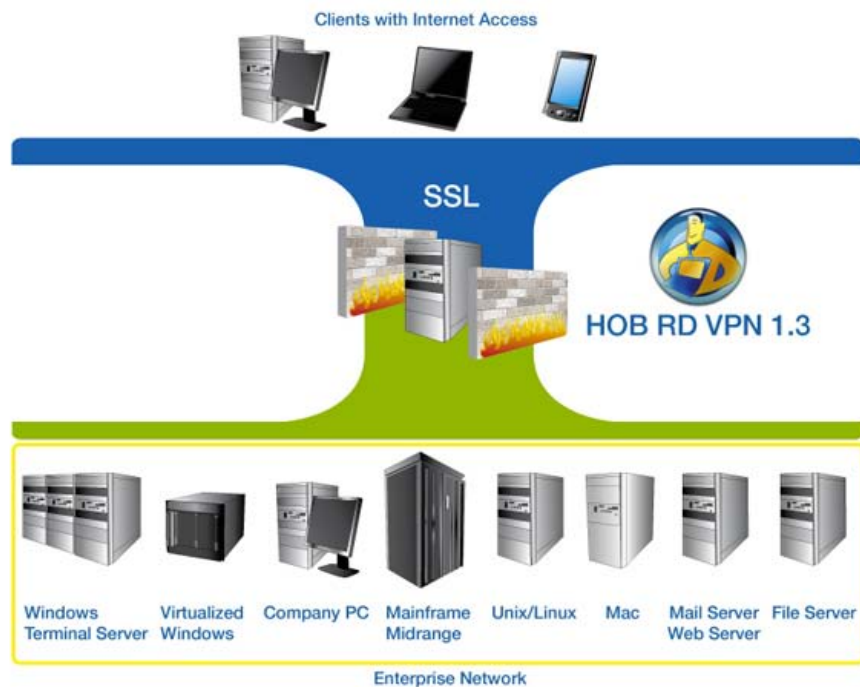 Clients with Internet Access
SSL
HOB RD VPN 1.3
Windows
Terminal Server
Virtualized
Windows
Company PC
Mainframe
Midrange
Unix/Linux
Mac
Mail Server
Web Server
File Server
Enterprise Network